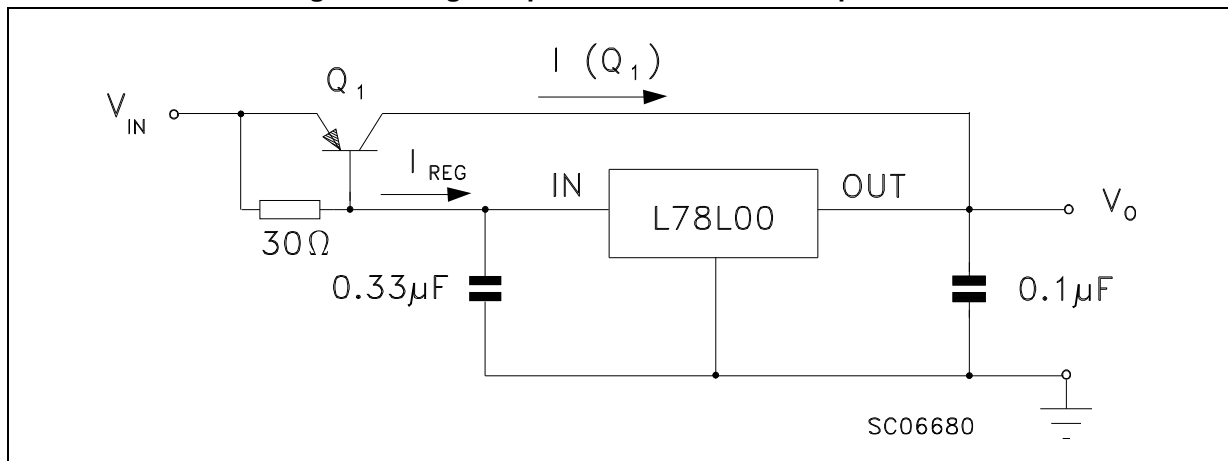 I (Q1)
Q1
VIN
IREG
IN
OUT
L78L00
VO
30Ω
0.33μF
0.1μF
SC06680